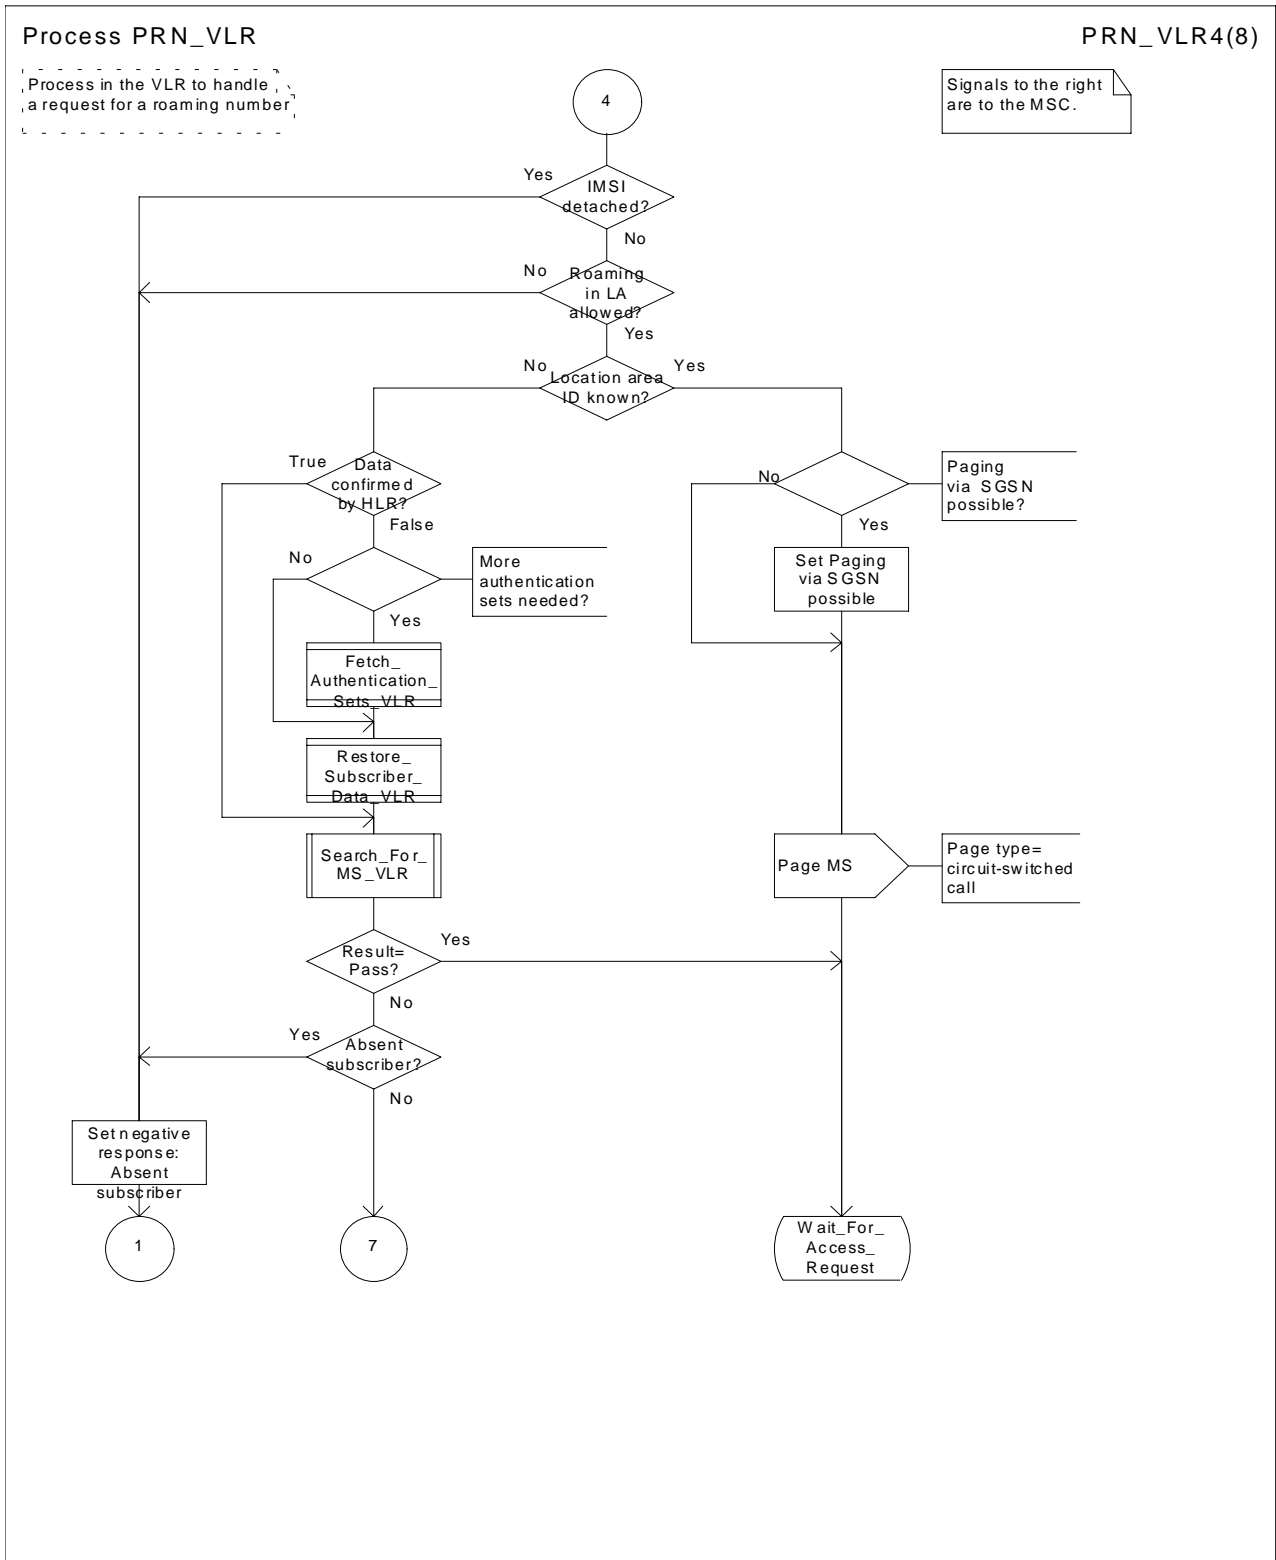 Process PRN_VLR
PRN_VLR4(8)
Process in the VLR to handle
a request for a roaming number
4
Signals to the right
are to the MSC.
Yes
IMSI
detached?
No
No
Roaming
in LA
allowed?
Yes
No
Location area
ID known?
Yes
True
Data
confirmed
by HLR?
False
No
Paging
via SGSN
possible?
Yes
No
More
authentication
sets needed?
Yes
Set Paging
via SGSN
possible
Fetch_
Authentication_
Sets_VLR
Restore_
Subscriber_
Data_VLR
Search_For_
MS_VLR
Page MS
Page type=
circuit-switched
call
Result=
Pass?
Yes
No
Yes
Absent
subscriber?
No
Set negative
response:
Absent
subscriber
1
7
Wait_For_
Access_
Request